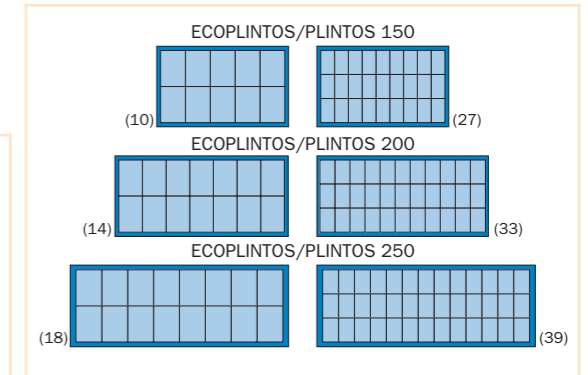 ECOPLINTOS/PLINTOS 150
(10) (27)
ECOPLINTOS/PLINTOS 200
(14) (33)
ECOPLINTOS/PLINTOS 250
(18) (39)